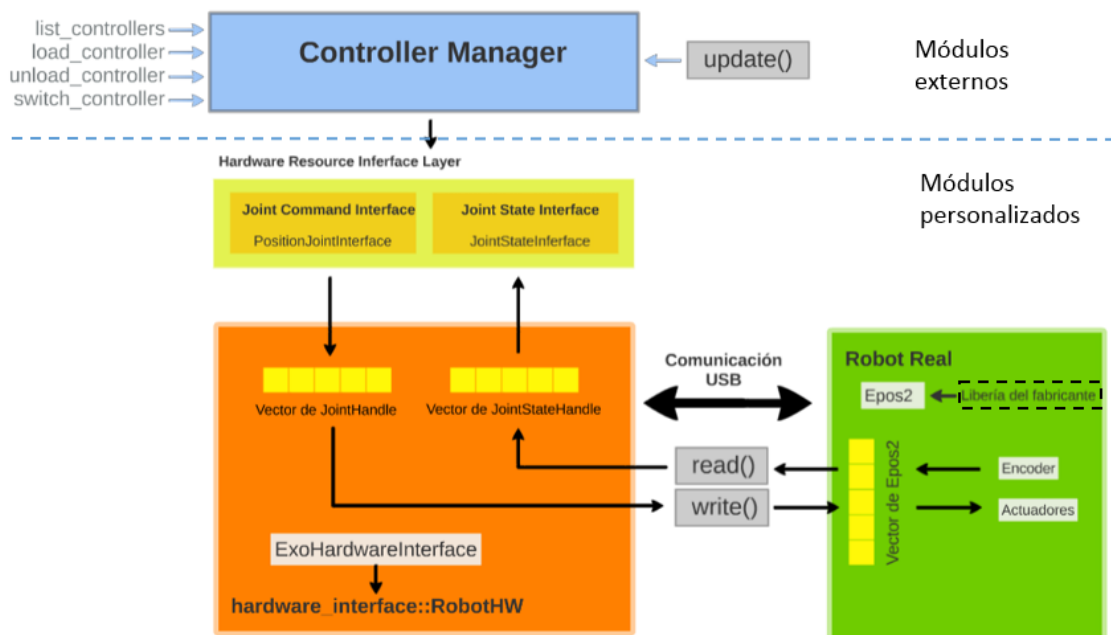 list_controllers
load_controller
unload_controller
switch_controller
Controller Manager
update()
Módulos
externos
Hardware Resource Inferface Layer
Módulos
personalizados
Joint Command Interface
PositionJointInterface
Joint State Interface
JointStateInferface
Vector de JointHandle
Vector de JointStateHandle
Comunicación
USB
Robot Real
Epos2
Libería del fabricante
read()
write()
Vector de Epos2
Encoder
Actuadores
ExoHardwareInterface
hardware_interface::RobotHW